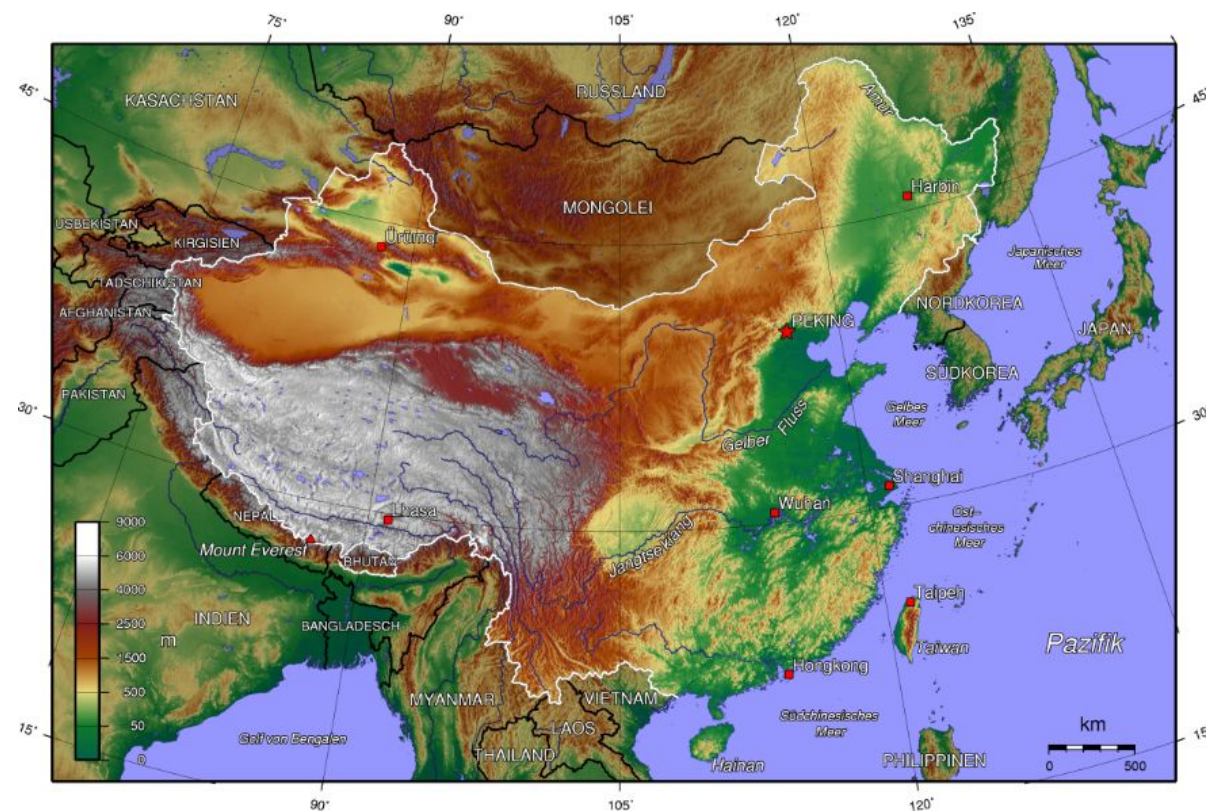 75°
90°
105°
120°
135°
45°
KASACHSTAN
RUSSLAND
Amur
45°
Harbin
USBEKISTAN
KIRGISIEN
Ürümqi
MONGOLEI
Japanisches
Meer
TADSCHIKISTAN
AFGHANISTAN
NORDKOREA
PEKING
JAPAN
SÜDKOREA
PAKISTAN
Gelbes
Meer
30°
Gelber Fluss
30°
Shanghai
Wuhan
Ost-
chinesisches
Meer
Lhasa
NEPAL
Mount Everest
BHUTAN
Jangtsekiang
9000
6000
4000
2500
1500
500
50
0
m
INDIEN
BANGLADESCH
Taipeh
Taiwan
Pazifik
Hongkong
MYANMAR
VIETNAM
LAOS
THAILAND
Golf von Bengalen
Südchinesisches
Meer
Hainan
PHILIPPINEN
km
0 500
15°
15°
90°
105°
120°